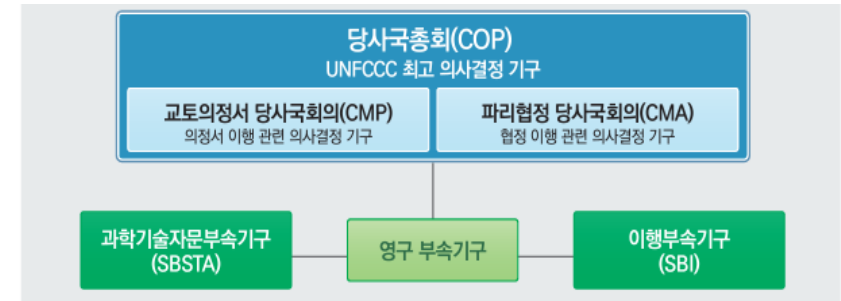 당사국총회(COP)
UNFCCC 최고 의사결정 기구
교토의정서 당사국회의(CMP)
의정서 이행 관련 의사결정 기구
파리협정 당사국회의(CMA)
협정 이행 관련 의사결정 기구
과학기술자문부속기구
(SBSTA)
영구 부속기구
이행부속기구
(SBI)